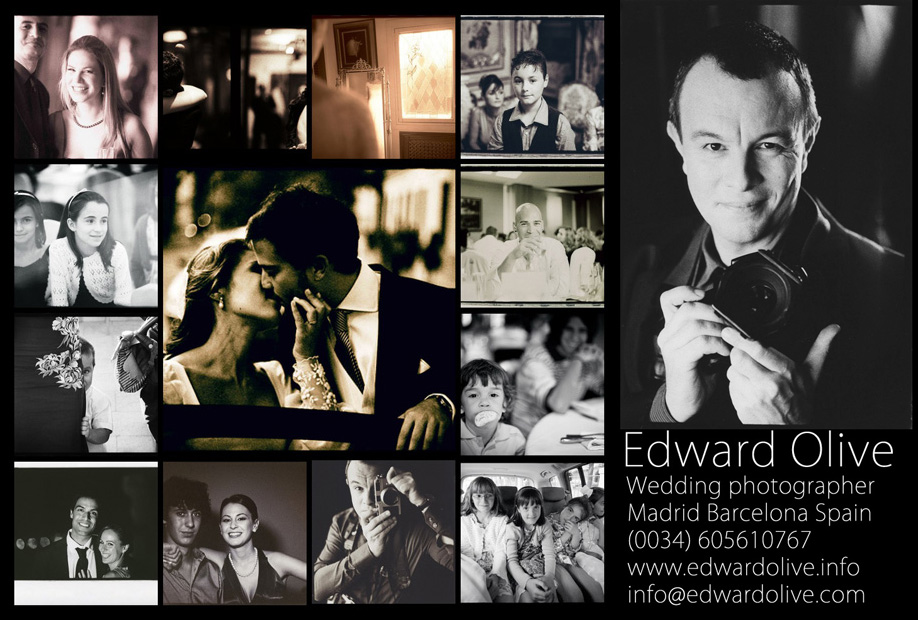 Edward Olive
Wedding photographer
Madrid Barcelona Spain
(0034) 605610767
www.edwardolive.info
info@edwardolive.com